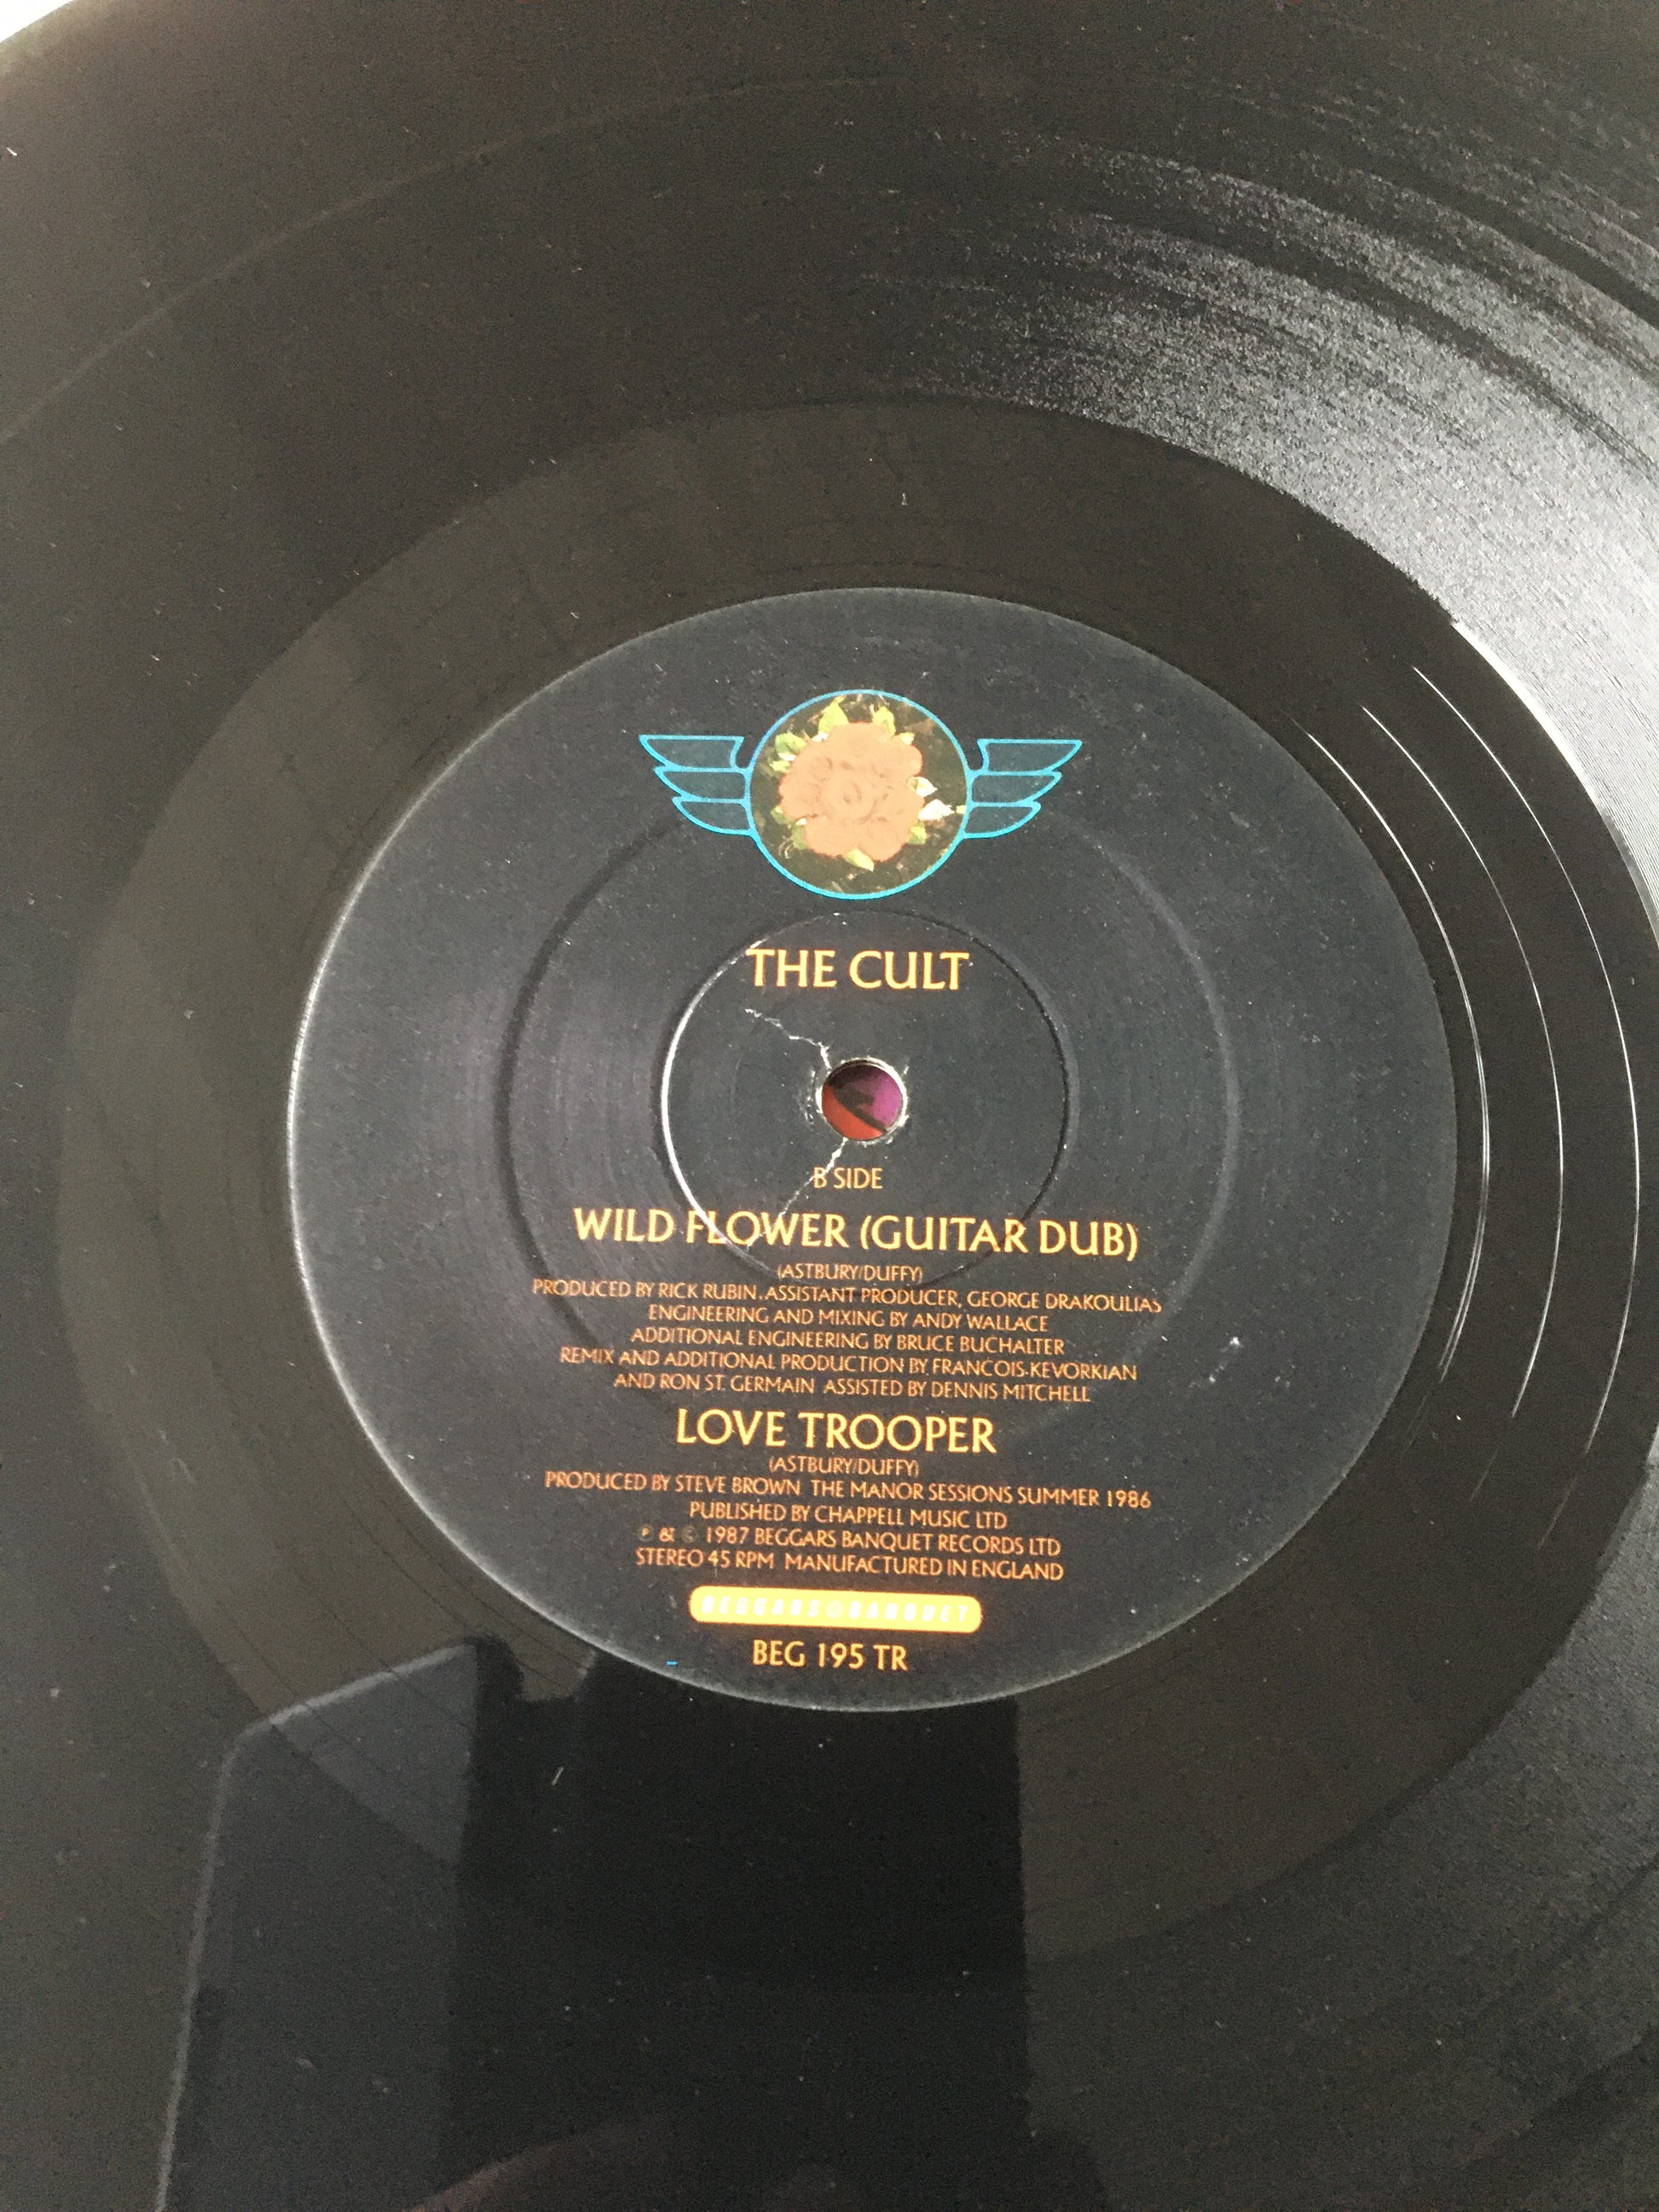 THE CULT
B SIDE
WILD FLOWER (GUITAR DUB)
(ASTBURY/DUFFY)
PRODUCED BY RICK RUBIN. ASSISTANT PRODUCER, GEORGE DRAKOULIAS
ENGINEERING AND MIXING BY ANDY WALLACE
ADDITIONAL ENGINEERING BY BRUCE BUCHALTER
REMIX AND ADDITIONAL PRODUCTION BY FRANCOIS KEVORKIAN
AND RON ST. GERMAIN ASSISTED BY DENNIS MITCHELL
LOVE TROOPER
(ASTBURY/DUFFY)
PRODUCED BY STEVE BROWN THE MANOR SESSIONS SUMMER 1986
PUBLISHED BY CHAPPELL MUSIC LTD
℗ & © 1987 BEGGARS BANQUET RECORDS LTD
STEREO 45 RPM MANUFACTURED IN ENGLAND
BEGGARS BANQUET
BEG 195 TR